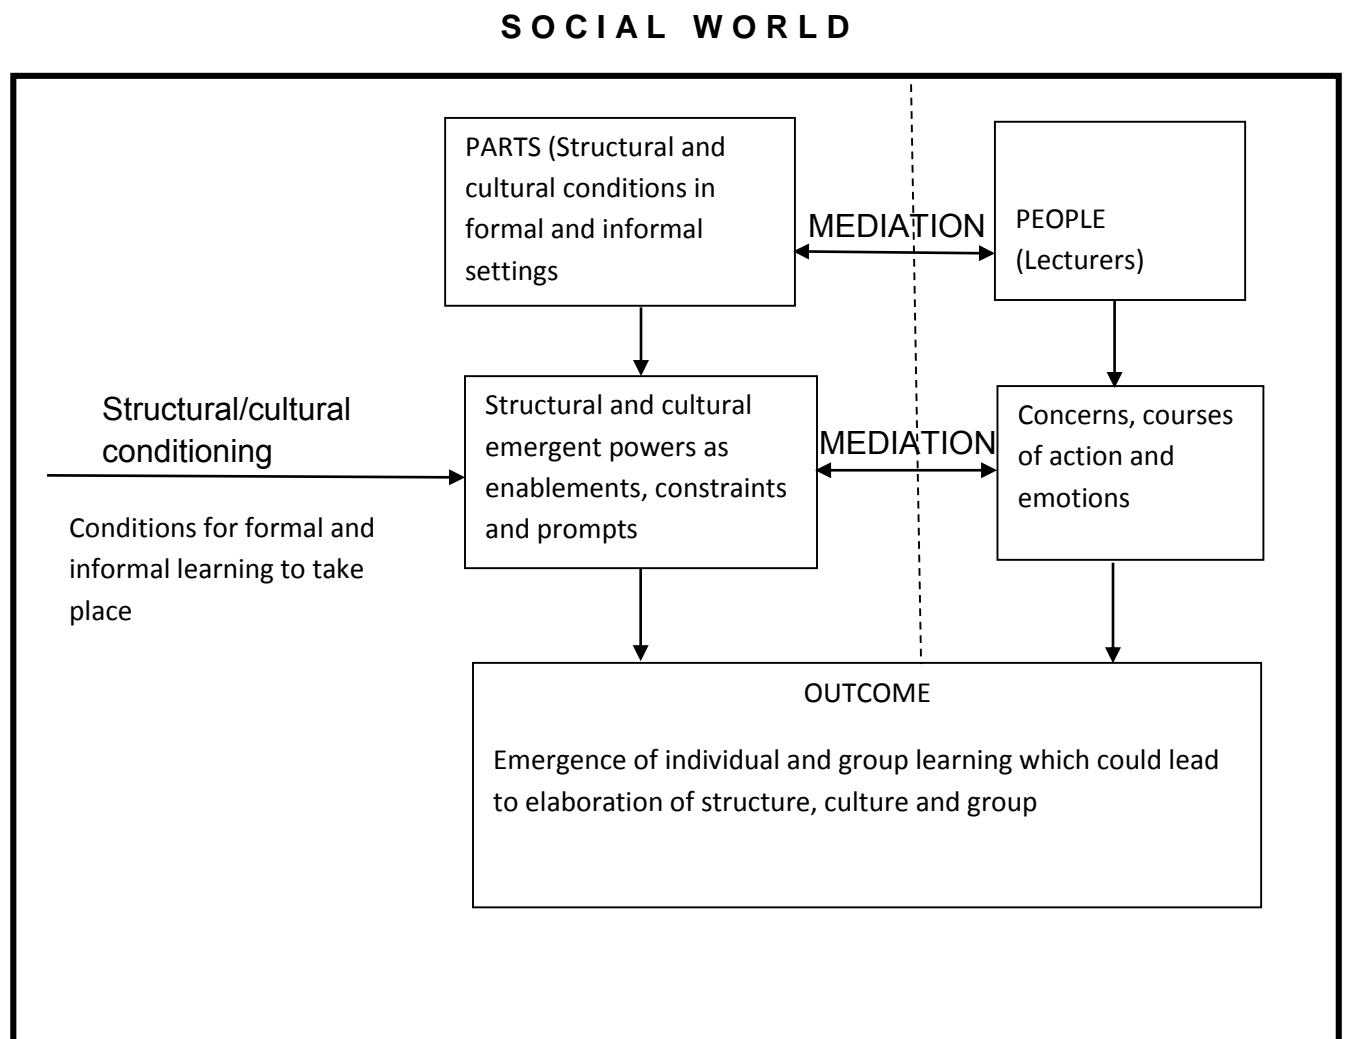 SOCIAL WORLD
PARTS (Structural and
cultural conditions in
formal and informal
settings
MEDIATION
PEOPLE
(Lecturers)
Structural/cultural
conditioning
Conditions for formal and
informal learning to take
place
Structural and cultural
emergent powers as
enablements, constraints
and prompts
MEDIATION
Concerns, courses
of action and
emotions
OUTCOME
Emergence of individual and group learning which could lead
to elaboration of structure, culture and group